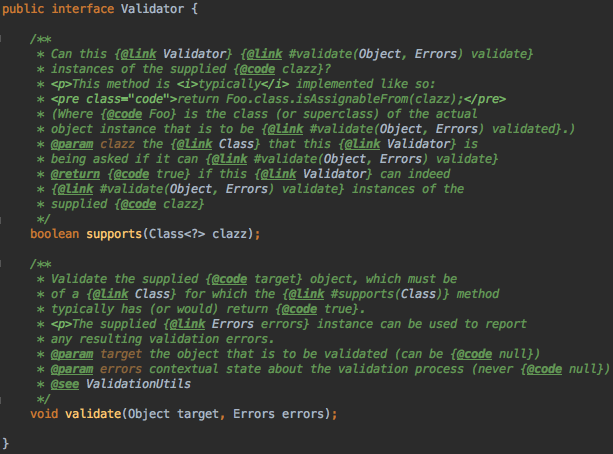 public interface Validator {
/**
* Can this {@link Validator} {@link #validate(Object, Errors) validate}
* instances of the supplied {@code clazz}?
* <p>This method is <i>typically</i> implemented like so:
* <pre class="code">return Foo.class.isAssignableFrom(clazz);</pre>
* (Where {@code Foo} is the class (or superclass) of the actual
* object instance that is to be {@link #validate(Object, Errors) validated}.)
* @param clazz the {@link Class} that this {@link Validator} is
* being asked if it can {@link #validate(Object, Errors) validate}
* @return {@code true} if this {@link Validator} can indeed
* {@link #validate(Object, Errors) validate} instances of the
* supplied {@code clazz}
*/
boolean supports(Class<?> clazz);
/**
* Validate the supplied {@code target} object, which must be
* of a {@link Class} for which the {@link #supports(Class)} method
* typically has (or would) return {@code true}.
* <p>The supplied {@link Errors errors} instance can be used to report
* any resulting validation errors.
* @param target the object that is to be validated (can be {@code null})
* @param errors contextual state about the validation process (never {@code null})
* @see ValidationUtils
*/
void validate(Object target, Errors errors);
}